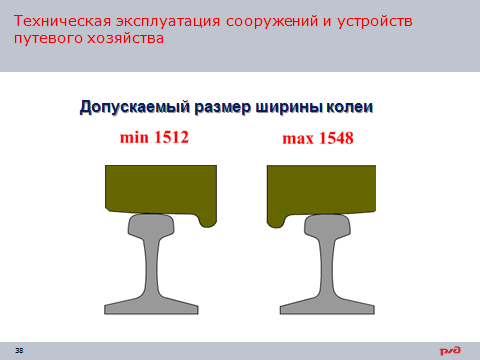 Техническая эксплуатация сооружений и устройств
путевого хозяйства
Допускаемый размер ширины колеи
min 1512
max 1548
38
ржд